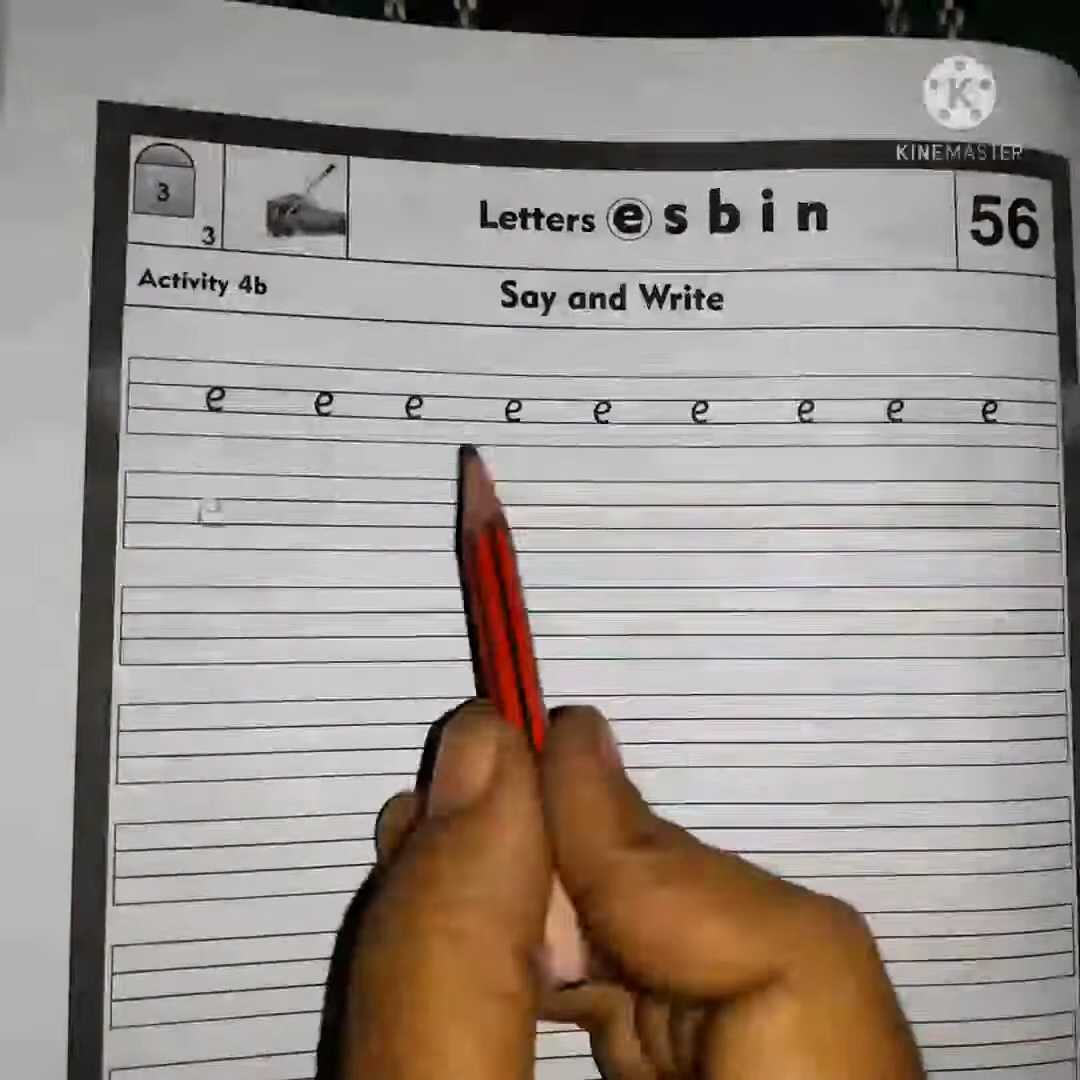 K
KINEMASTER
3
3
Letters e s b i n
56
Activity 4b
Say and Write
e e e e e e e e e
e